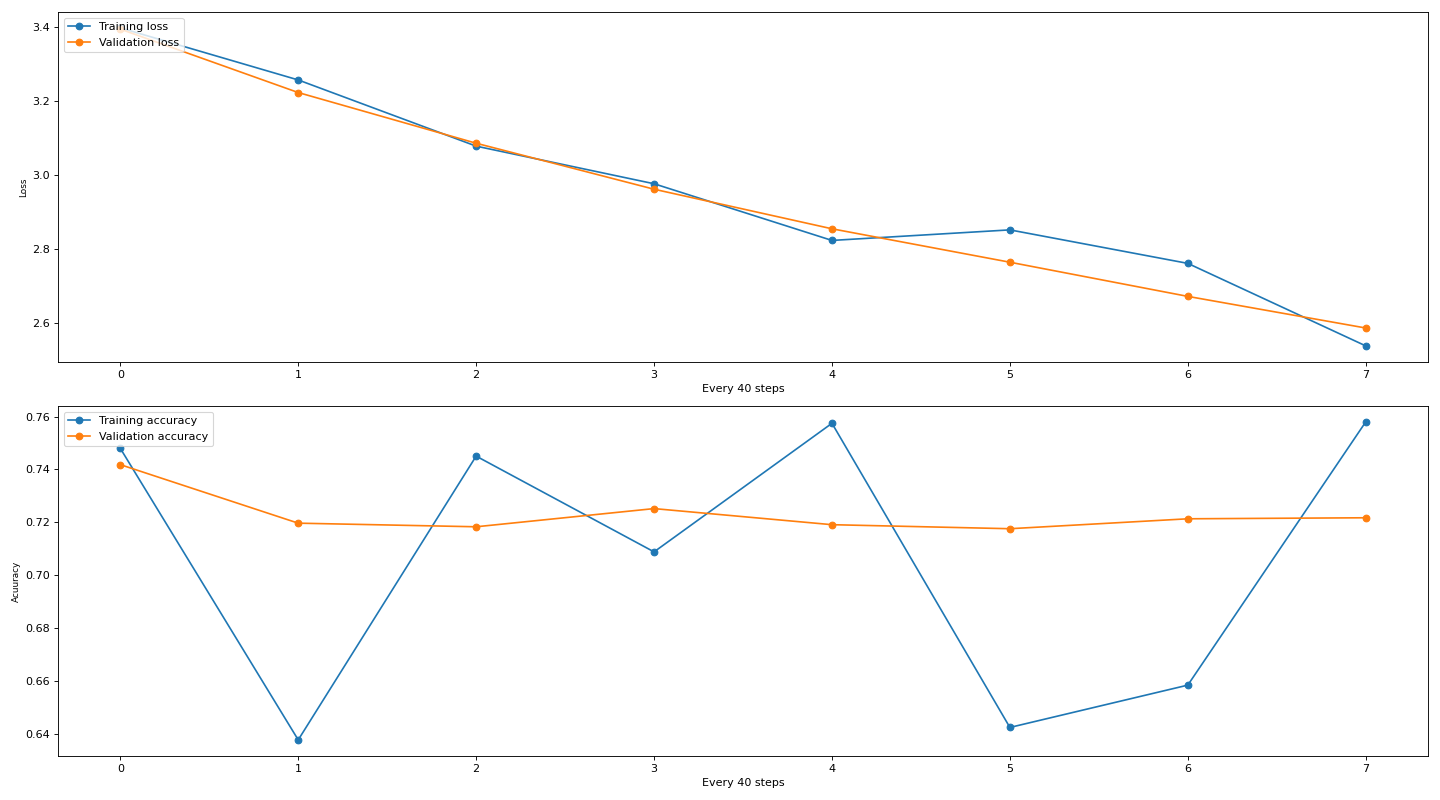 Training loss
Validation loss
3.4
3.2
3.0
2.8
2.6
Loss
0 1 2 3 4 5 6 7
Every 40 steps
Training accuracy
Validation accuracy
0.76
0.74
0.72
0.70
0.68
0.66
0.64
Acuuracy
0 1 2 3 4 5 6 7
Every 40 steps